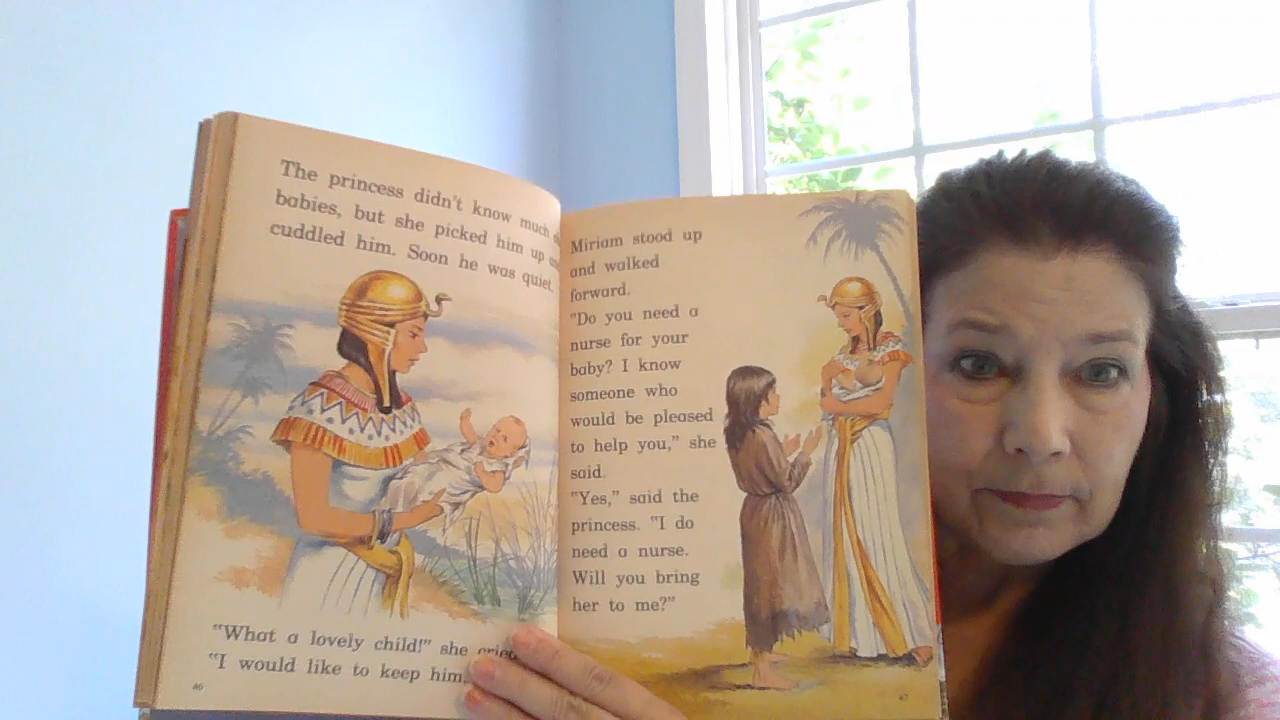 The princess didn't know much
babies, but she picked him up
cuddled him. Soon he was quiet.
"What a lovely child!" she cried
"I would like to keep him.
46
Miriam stood up
and walked
forward.
"Do you need a
nurse for your
baby? I know
someone who
would be pleased
to help you," she
said.
"Yes," said the
princess. "I do
need a nurse.
Will you bring
her to me?"
47